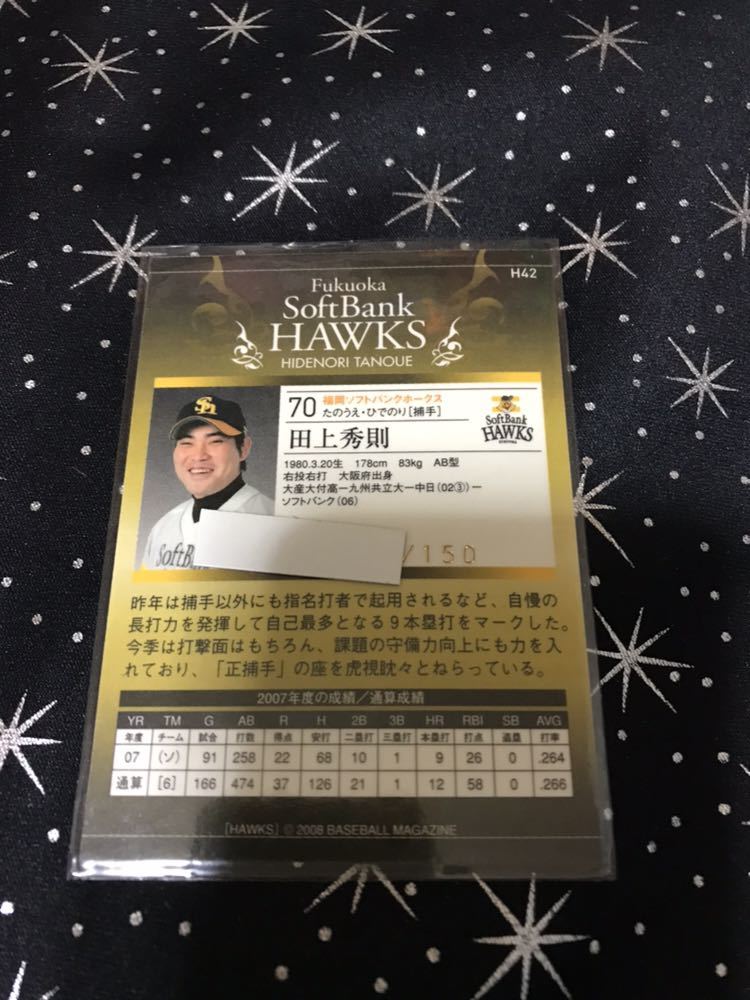 H42
Fukuoka
SoftBank
HAWKS
HIDENORI TANOUE
70 福岡ソフトバンクホークス
たのうえ・ひでのり[捕手]
田上秀則
SoftBank
HAWKS
1980.3.20生 178cm 83kg AB型
右投右打 大阪府出身
大産大付高ー九州共立大ー中日(02③)ー
ソフトバンク(06)
SoftBa
/150
昨年は捕手以外にも指名打者で起用されるなど、自慢の
長打力を発揮して自己最多となる9本塁打をマークした。
今季は打撃面はもちろん、課題の守備力向上にも力を入
れており、「正捕手」の座を虎視眈々とねらっている。
2007年度の成績/通算成績
YR TM G AB R H 2B 3B HR RBI SB AVG
年度 チーム 試合 打数 得点 安打 二塁打 三塁打 本塁打 打点 盗塁 打率
07 (ソ) 91 258 22 68 10 1 9 26 0 .264
通算 [6] 166 474 37 126 21 1 12 58 0 .266
[HAWKS] © 2008 BASEBALL MAGAZINE